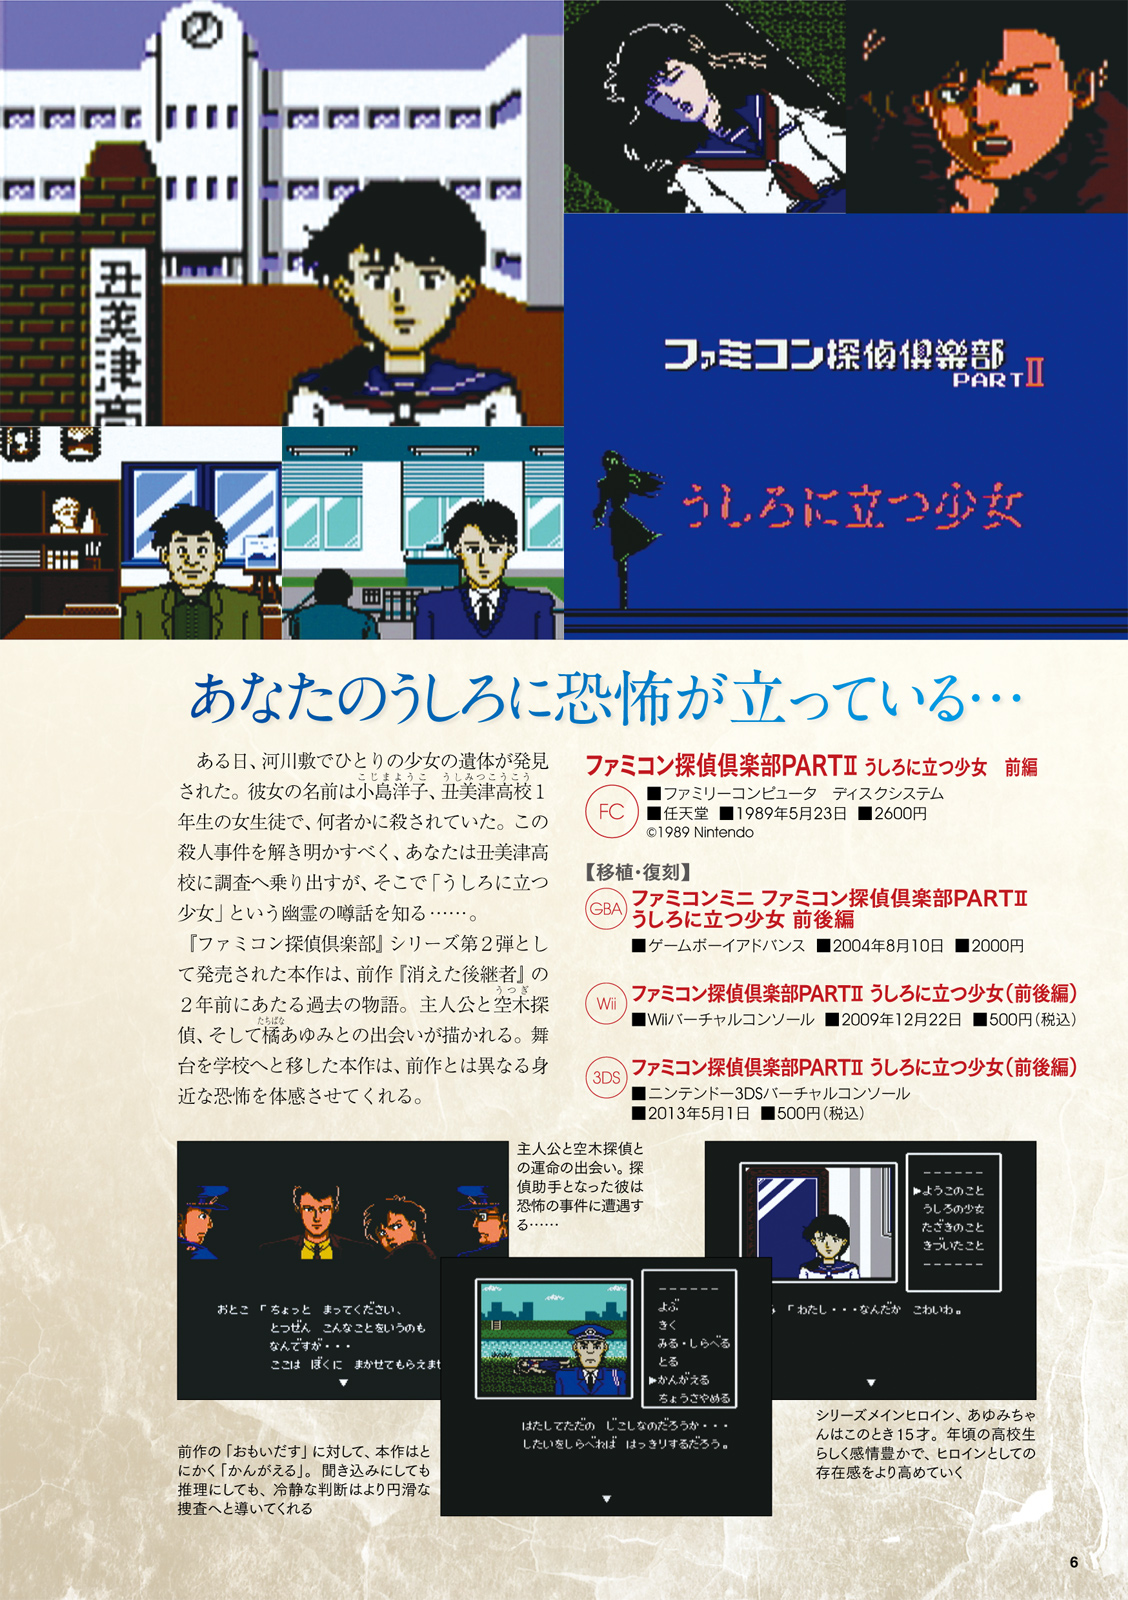 丑美津高
ファミコン探偵倶楽部
PARTⅡ
うしろに立つ少女
あなたのうしろに恐怖が立っている…
　ある日、河川敷でひとりの少女の遺体が発見
された。彼女の名前は小島洋子、丑美津高校１
こじまようこ　うしみつこうこう
年生の女生徒で、何者かに殺されていた。この
殺人事件を解き明かすべく、あなたは丑美津高
校に調査へ乗り出すが、そこで「うしろに立つ
少女」という幽霊の噂話を知る……。
『ファミコン探偵倶楽部』シリーズ第２弾とし
て発売された本作は、前作『消えた後継者』の
２年前にあたる過去の物語。主人公と空木探
うつぎ
偵、そして橘あゆみとの出会いが描かれる。舞
たちばな
台を学校へと移した本作は、前作とは異なる身
近な恐怖を体感させてくれる。
ファミコン探偵倶楽部PARTⅡ うしろに立つ少女　前編
FC
■ファミリーコンピュータ　ディスクシステム
■任天堂　■1989年5月23日　■2600円
©1989 Nintendo
【移植・復刻】
GBA
ファミコンミニ ファミコン探偵倶楽部PARTⅡ
うしろに立つ少女 前後編
■ゲームボーイアドバンス　■2004年8月10日　■2000円
Wii
ファミコン探偵倶楽部PARTⅡ うしろに立つ少女（前後編）
■Wiiバーチャルコンソール　■2009年12月22日　■500円（税込）
3DS
ファミコン探偵倶楽部PARTⅡ うしろに立つ少女（前後編）
■ニンテンドー3DSバーチャルコンソール
■2013年5月1日　■500円（税込）
おとこ「ちょっと　まってください、
とつぜん　こんなことをいうのも
なんですが・・・
ここは　ぼくに　まかせてもらえませ
▼
主人公と空木探偵と
の運命の出会い。探
偵助手となった彼は
恐怖の事件に遭遇す
る……
------
よぶ
きく
みる・しらべる
とる
▶かんがえる
ちょうさやめる
はたしてただの　じこしなのだろうか・・・
したいをしらべれば　はっきりするだろう。
▼
------
▶ようこのこと
うしろの少女
たざきのこと
きづいたこと
------
「わたし・・・なんだか　こわいわ。
▼
前作の「おもいだす」に対して、本作はと
にかく「かんがえる」。聞き込みにしても
推理にしても、冷静な判断はより円滑な
捜査へと導いてくれる
シリーズメインヒロイン、あゆみちゃ
んはこのとき15才。年頃の高校生
らしく感情豊かで、ヒロインとしての
存在感をより高めていく
6